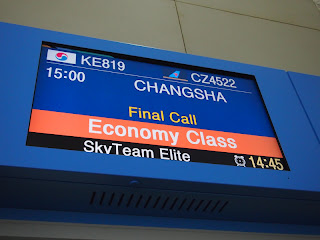 KE819 CZ4522
15:00
CHANGSHA
Final Call
Economy Class
SkyTeam Elite 14:45